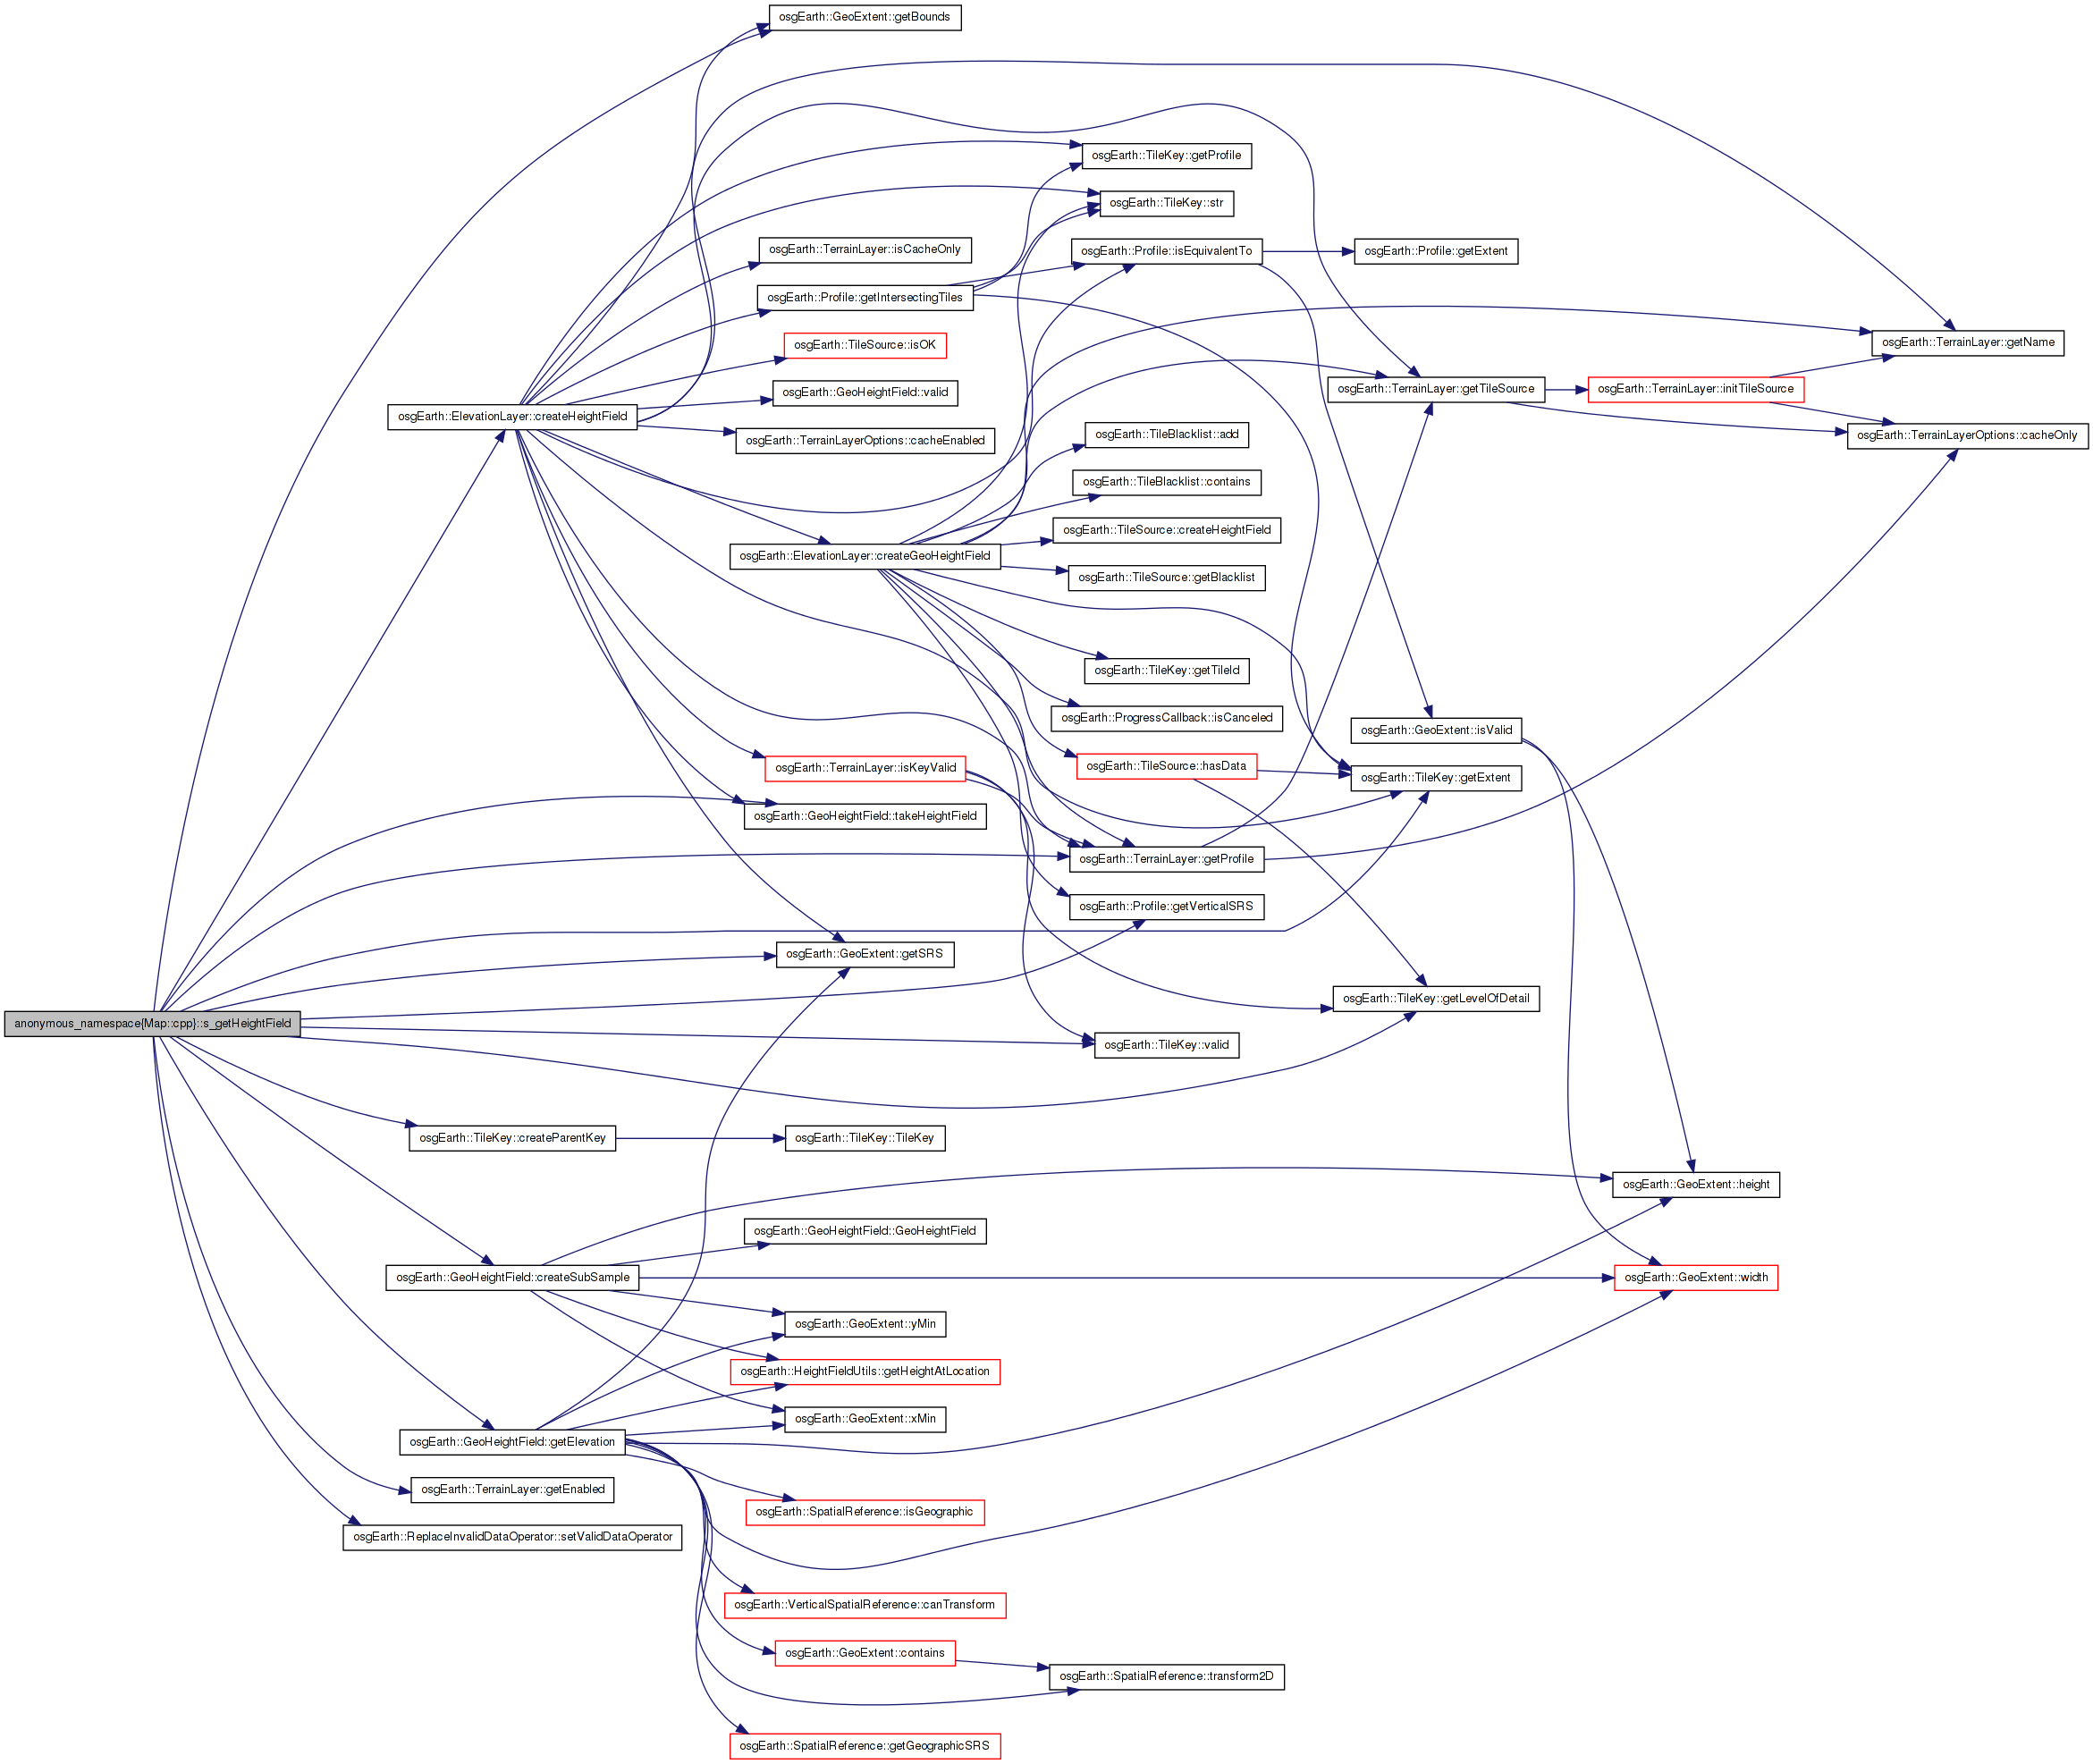 osgEarth::GeoExtent::getBounds
osgEarth::TileKey::getProfile
osgEarth::TileKey::str
osgEarth::TerrainLayer::isCacheOnly
osgEarth::Profile::isEquivalentTo
osgEarth::Profile::getExtent
osgEarth::Profile::getIntersectingTiles
osgEarth::TileSource::isOK
osgEarth::TerrainLayer::getName
osgEarth::GeoHeightField::valid
osgEarth::TerrainLayer::getTileSource
osgEarth::TerrainLayer::initTileSource
osgEarth::ElevationLayer::createHeightField
osgEarth::TerrainLayerOptions::cacheEnabled
osgEarth::TileBlacklist::add
osgEarth::TerrainLayerOptions::cacheOnly
osgEarth::TileBlacklist::contains
osgEarth::TileSource::createHeightField
osgEarth::ElevationLayer::createGeoHeightField
osgEarth::TileSource::getBlacklist
osgEarth::TileKey::getTileId
osgEarth::ProgressCallback::isCanceled
osgEarth::GeoExtent::isValid
osgEarth::TerrainLayer::isKeyValid
osgEarth::TileSource::hasData
osgEarth::TileKey::getExtent
osgEarth::GeoHeightField::takeHeightField
osgEarth::TerrainLayer::getProfile
osgEarth::Profile::getVerticalSRS
osgEarth::GeoExtent::getSRS
osgEarth::TileKey::getLevelOfDetail
anonymous_namespace{Map::cpp}::s_getHeightField
osgEarth::TileKey::valid
osgEarth::TileKey::createParentKey
osgEarth::TileKey::TileKey
osgEarth::GeoExtent::height
osgEarth::GeoHeightField::GeoHeightField
osgEarth::GeoHeightField::createSubSample
osgEarth::GeoExtent::width
osgEarth::GeoExtent::yMin
osgEarth::HeightFieldUtils::getHeightAtLocation
osgEarth::GeoExtent::xMin
osgEarth::GeoHeightField::getElevation
osgEarth::TerrainLayer::getEnabled
osgEarth::SpatialReference::isGeographic
osgEarth::ReplaceInvalidDataOperator::setValidDataOperator
osgEarth::VerticalSpatialReference::canTransform
osgEarth::GeoExtent::contains
osgEarth::SpatialReference::transform2D
osgEarth::SpatialReference::getGeographicSRS